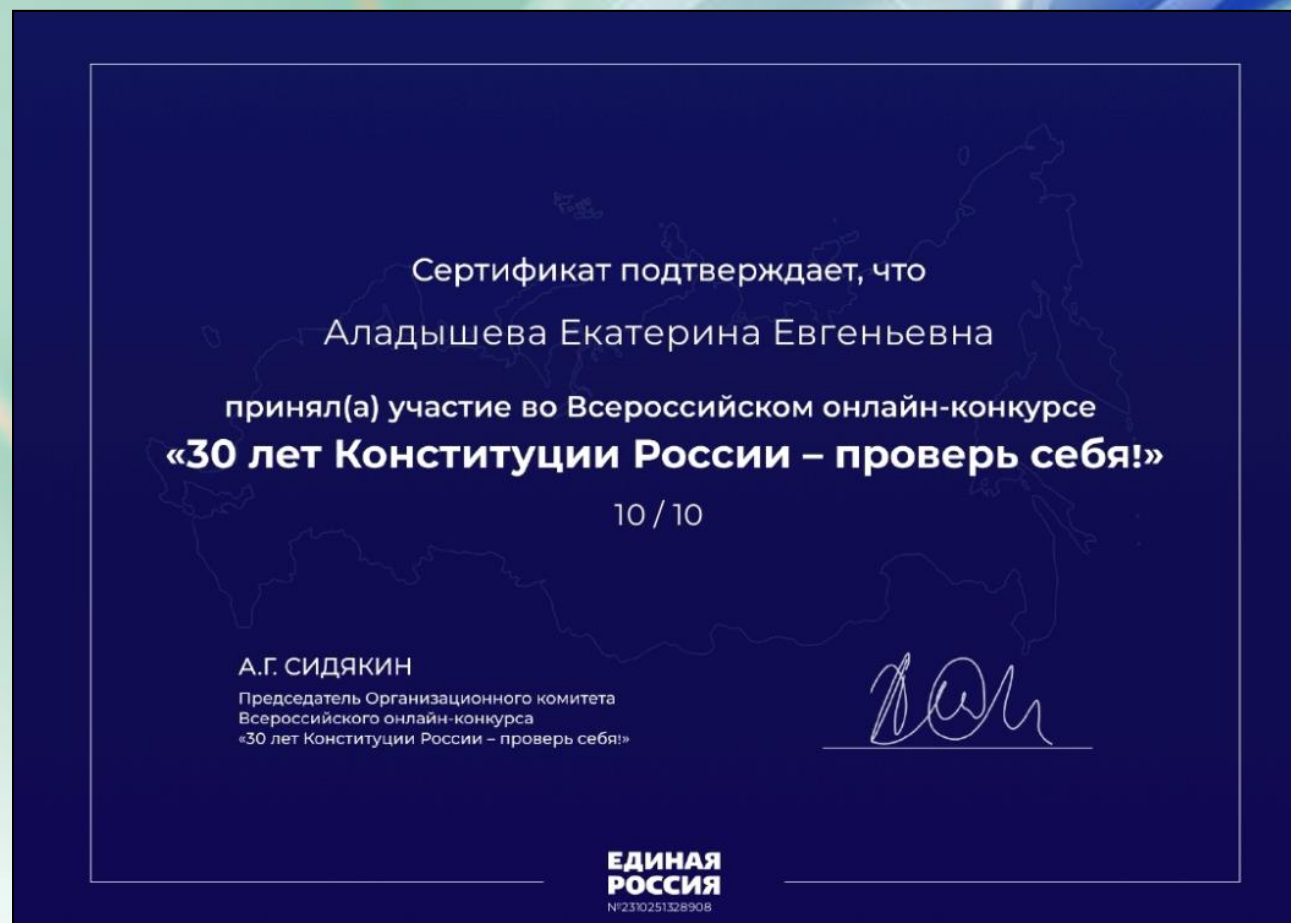 Сертификат подтверждает, что
Аладышева Екатерина Евгеньевна
принял(а) участие во Всероссийском онлайн-конкурсе
«30 лет Конституции России – проверь себя!»
10 / 10
А.Г. СИДЯКИН
Председатель Организационного комитета
Всероссийского онлайн-конкурса
«30 лет Конституции России – проверь себя!»
ЕДИНАЯ
РОССИЯ
№2310251328908